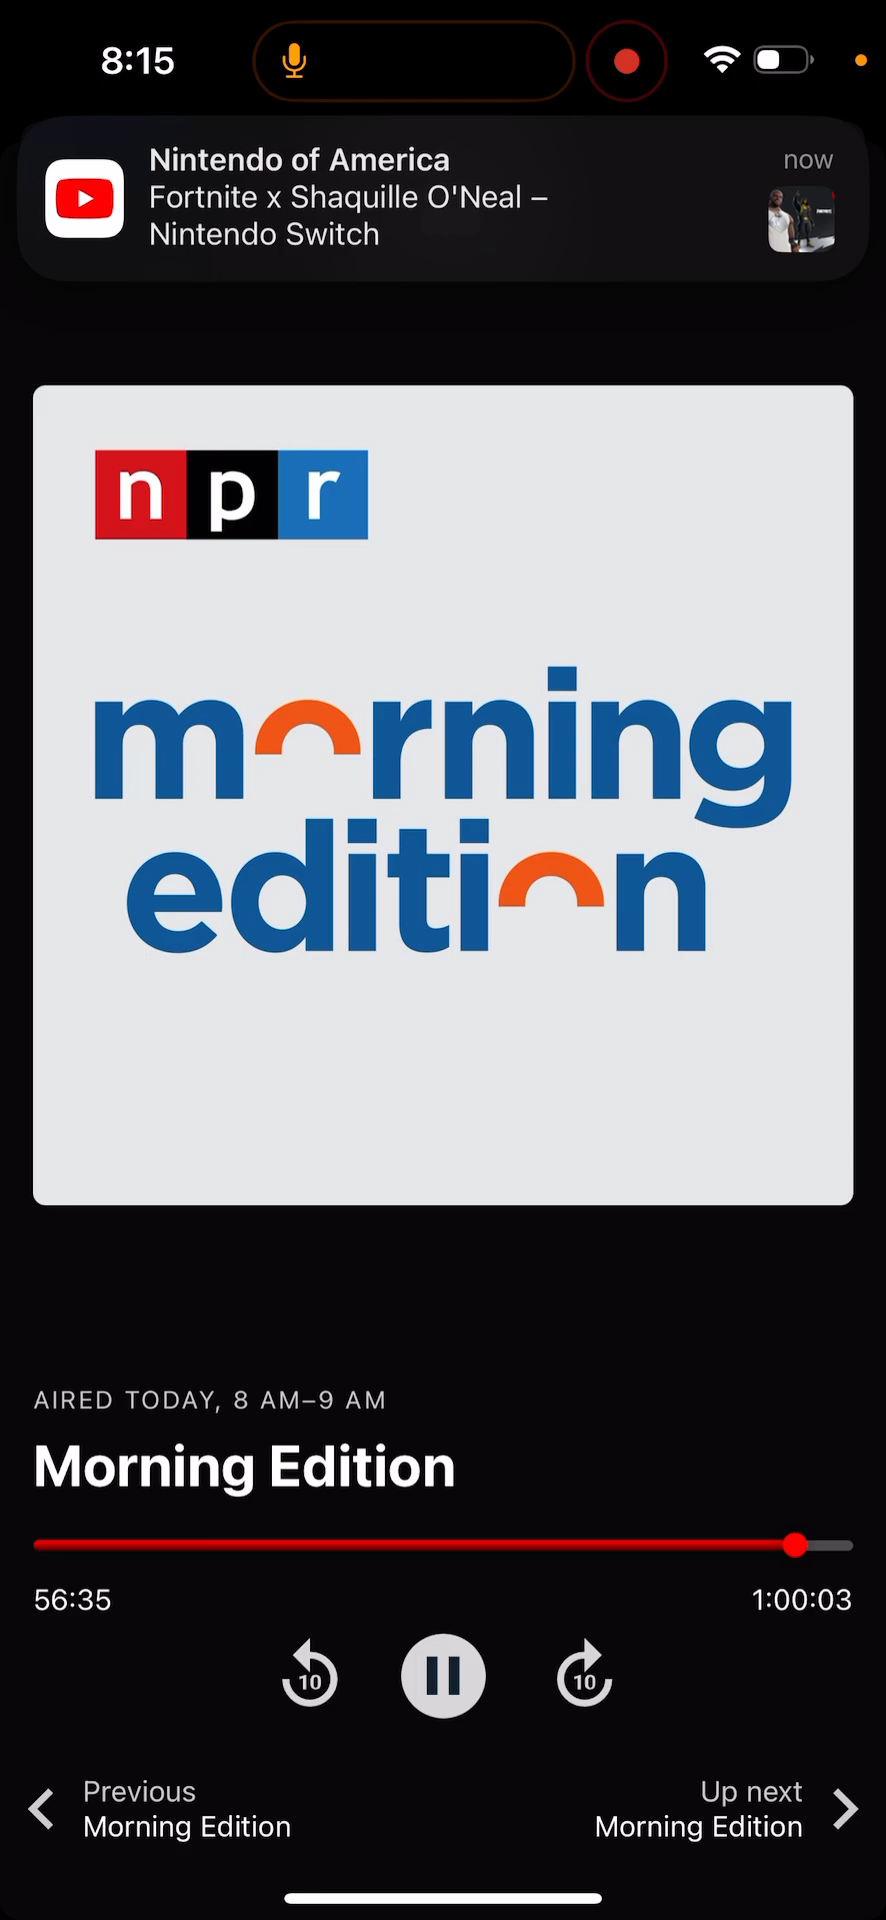 8:15
Nintendo of America
now
Fortnite x Shaquille O'Neal –
Nintendo Switch
npr
morning
edition
AIRED TODAY, 8 AM–9 AM
Morning Edition
56:35
1:00:03
10
10
Previous
Morning Edition
Up next
Morning Edition